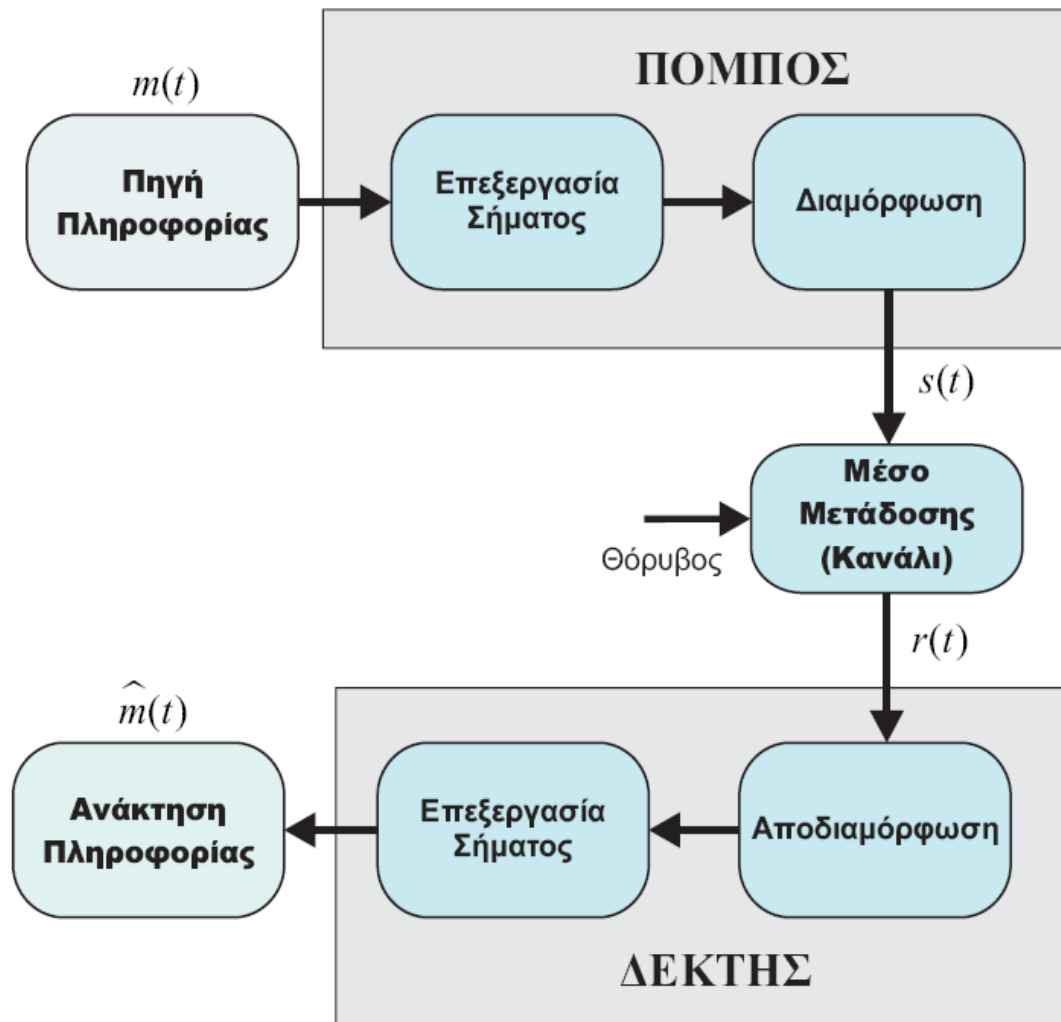 ΠΟΜΠΟΣ
m(t)
Πηγή
Πληροφορίας
Επεξεργασία
Σήματος
Διαμόρφωση
s(t)
Μέσο
Μετάδοσης
(Κανάλι)
Θόρυβος
r(t)
m̂(t)
Ανάκτηση
Πληροφορίας
Επεξεργασία
Σήματος
Αποδιαμόρφωση
ΔΕΚΤΗΣ